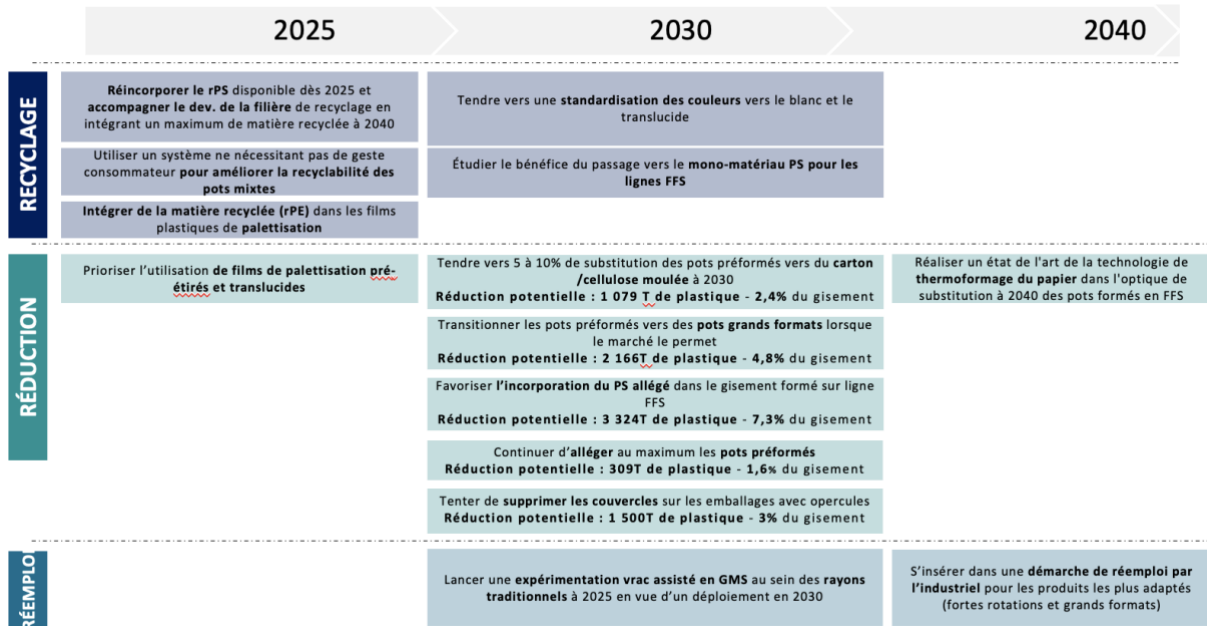 2025
2030
2040
RECYCLAGE
Réincorporer le rPS disponible dès 2025 et
accompagner le dev. de la filière de recyclage en
intégrant un maximum de matière recyclée à 2040
Tendre vers une standardisation des couleurs vers le blanc et le
translucide
Utiliser un système ne nécessitant pas de geste
consommateur pour améliorer la recyclabilité des
pots mixtes
Étudier le bénéfice du passage vers le mono-matériau PS pour les
lignes FFS
Intégrer de la matière recyclée (rPE) dans les films
plastiques de palettisation
RÉDUCTION
Prioriser l'utilisation de films de palettisation pré-
étirés et translucides
Tendre vers 5 à 10% de substitution des pots préformés vers du carton
/cellulose moulée à 2030
Réduction potentielle : 1 079 T de plastique - 2,4% du gisement
Réaliser un état de l'art de la technologie de
thermoformage du papier dans l'optique de
substitution à 2040 des pots formés en FFS
Transitionner les pots préformés vers des pots grands formats lorsque
le marché le permet
Réduction potentielle : 2 166T de plastique - 4,8% du gisement
Favoriser l'incorporation du PS allégé dans le gisement formé sur ligne
FFS
Réduction potentielle : 3 324T de plastique - 7,3% du gisement
Continuer d'alléger au maximum les pots préformés
Réduction potentielle : 309T de plastique - 1,6% du gisement
Tenter de supprimer les couvercles sur les emballages avec opercules
Réduction potentielle : 1 500T de plastique - 3% du gisement
RÉEMPLOI
Lancer une expérimentation vrac assisté en GMS au sein des rayons
traditionnels à 2025 en vue d'un déploiement en 2030
S'insérer dans une démarche de réemploi par
l'industriel pour les produits les plus adaptés
(fortes rotations et grands formats)